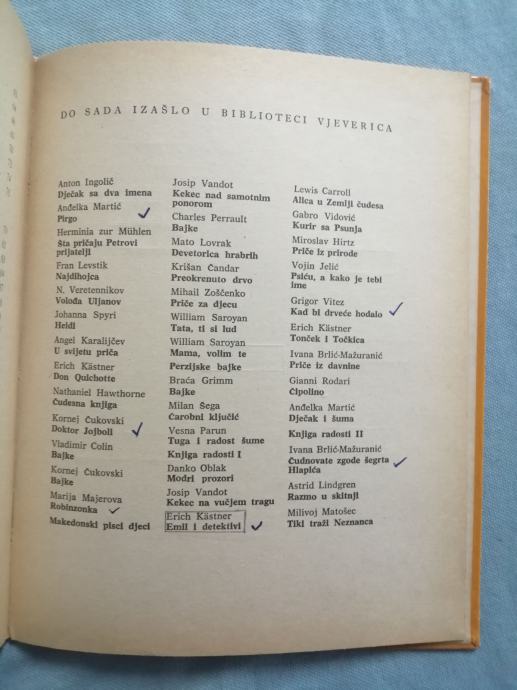 DO SADA IZAŠLO U BIBLIOTECI VJEVERICA
Anton Ingolič
Dječak sa dva imena
Anđelka Martić
Pirgo
Herminia zur Mühlen
Šta pričaju Petrovi
prijatelji
Fran Levstik
Najdihojca
N. Veretennikov
Volođa Uljanov
Johanna Spyri
Heidi
Angel Karalijčev
U svijetu priča
Erich Kästner
Don Quichotte
Nathaniel Hawthorne
Čudesna knjiga
Kornej Čukovski
Doktor Jojboli
Vladimir Colin
Bajke
Kornej Čukovski
Bajke
Marija Majerova
Robinzonka
Makedonski pisci djeci
Josip Vandot
Kekec nad samotnim
ponorom
Charles Perrault
Bajke
Mato Lovrak
Devetorica hrabrih
Krišan Čandar
Preokrenuto drvo
Mihail Zoščenko
Priče za djecu
William Saroyan
Tata, ti si lud
William Saroyan
Mama, volim te
Perzijske bajke
Braća Grimm
Bajke
Milan Šega
Čarobni ključić
Vesna Parun
Tuga i radost šume
Knjiga radosti I
Danko Oblak
Modri prozori
Josip Vandot
Kekec na vučjem tragu
Erich Kästner
Emil i detektivi
Lewis Carroll
Alica u Zemlji čudesa
Gabro Vidović
Kurir sa Psunja
Miroslav Hirtz
Priče iz prirode
Vojin Jelić
Psiću, a kako je tebi
ime
Grigor Vitez
Kad bi drveće hodalo
Erich Kästner
Tonček i Točkica
Ivana Brlić-Mažuranić
Priče iz davnine
Gianni Rodari
Čipolino
Anđelka Martić
Dječak i šuma
Knjiga radosti II
Ivana Brlić-Mažuranić
Čudnovate zgode šegrta
Hlapića
Astrid Lindgren
Razmo u skitnji
Milivoj Matošec
Tiki traži Neznanca